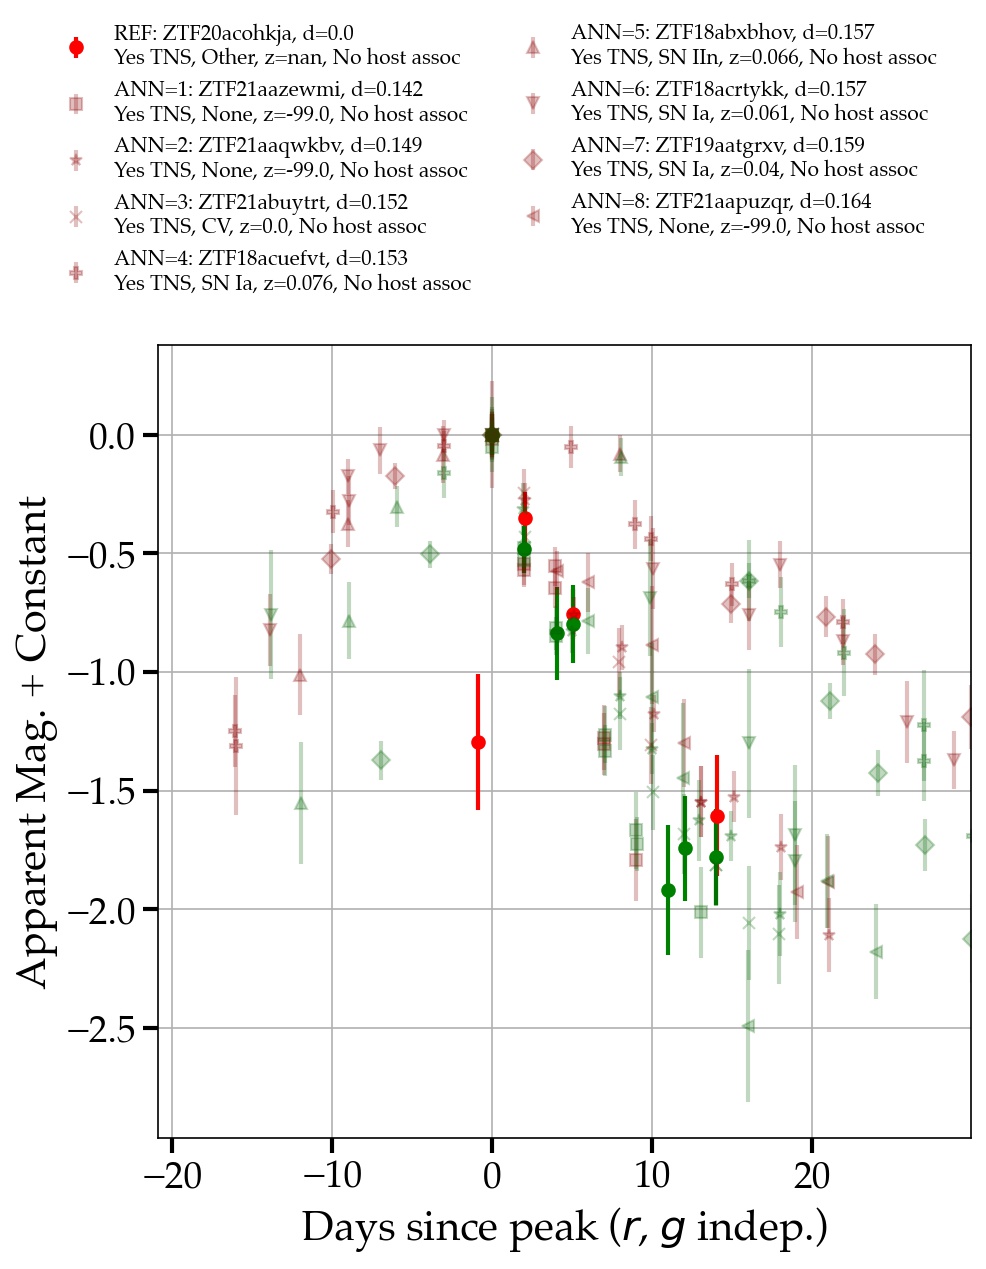 REF: ZTF20acohkja, d=0.0
Yes TNS, Other, z=nan, No host assoc
ANN=1: ZTF21aazewmi, d=0.142
Yes TNS, None, z=-99.0, No host assoc
ANN=2: ZTF21aaqwkbv, d=0.149
Yes TNS, None, z=-99.0, No host assoc
ANN=3: ZTF21abuytrt, d=0.152
Yes TNS, CV, z=0.0, No host assoc
ANN=4: ZTF18acuefvt, d=0.153
Yes TNS, SN Ia, z=0.076, No host assoc
ANN=5: ZTF18abxbhov, d=0.157
Yes TNS, SN IIn, z=0.066, No host assoc
ANN=6: ZTF18acrtykk, d=0.157
Yes TNS, SN Ia, z=0.061, No host assoc
ANN=7: ZTF19aatgrxv, d=0.159
Yes TNS, SN Ia, z=0.04, No host assoc
ANN=8: ZTF21aapuzqr, d=0.164
Yes TNS, None, z=-99.0, No host assoc
Apparent Mag. + Constant
0.0
−0.5
−1.0
−1.5
−2.0
−2.5
−20
−10
0
10
20
Days since peak (r, g indep.)